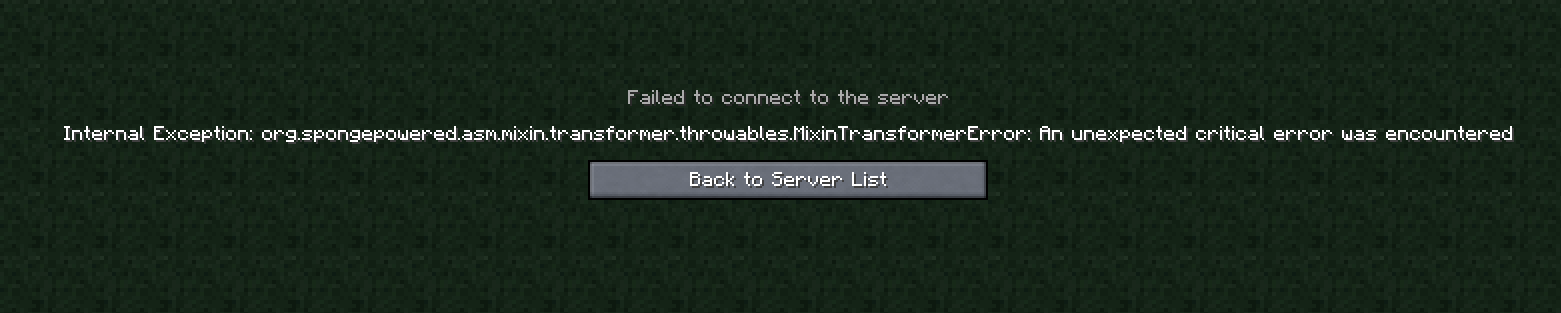 Failed to connect to the server
Internal Exception: org.spongepowered.asm.mixin.transformer.throwables.MixinTransformerError: An unexpected critical error was encountered
Back to Server List